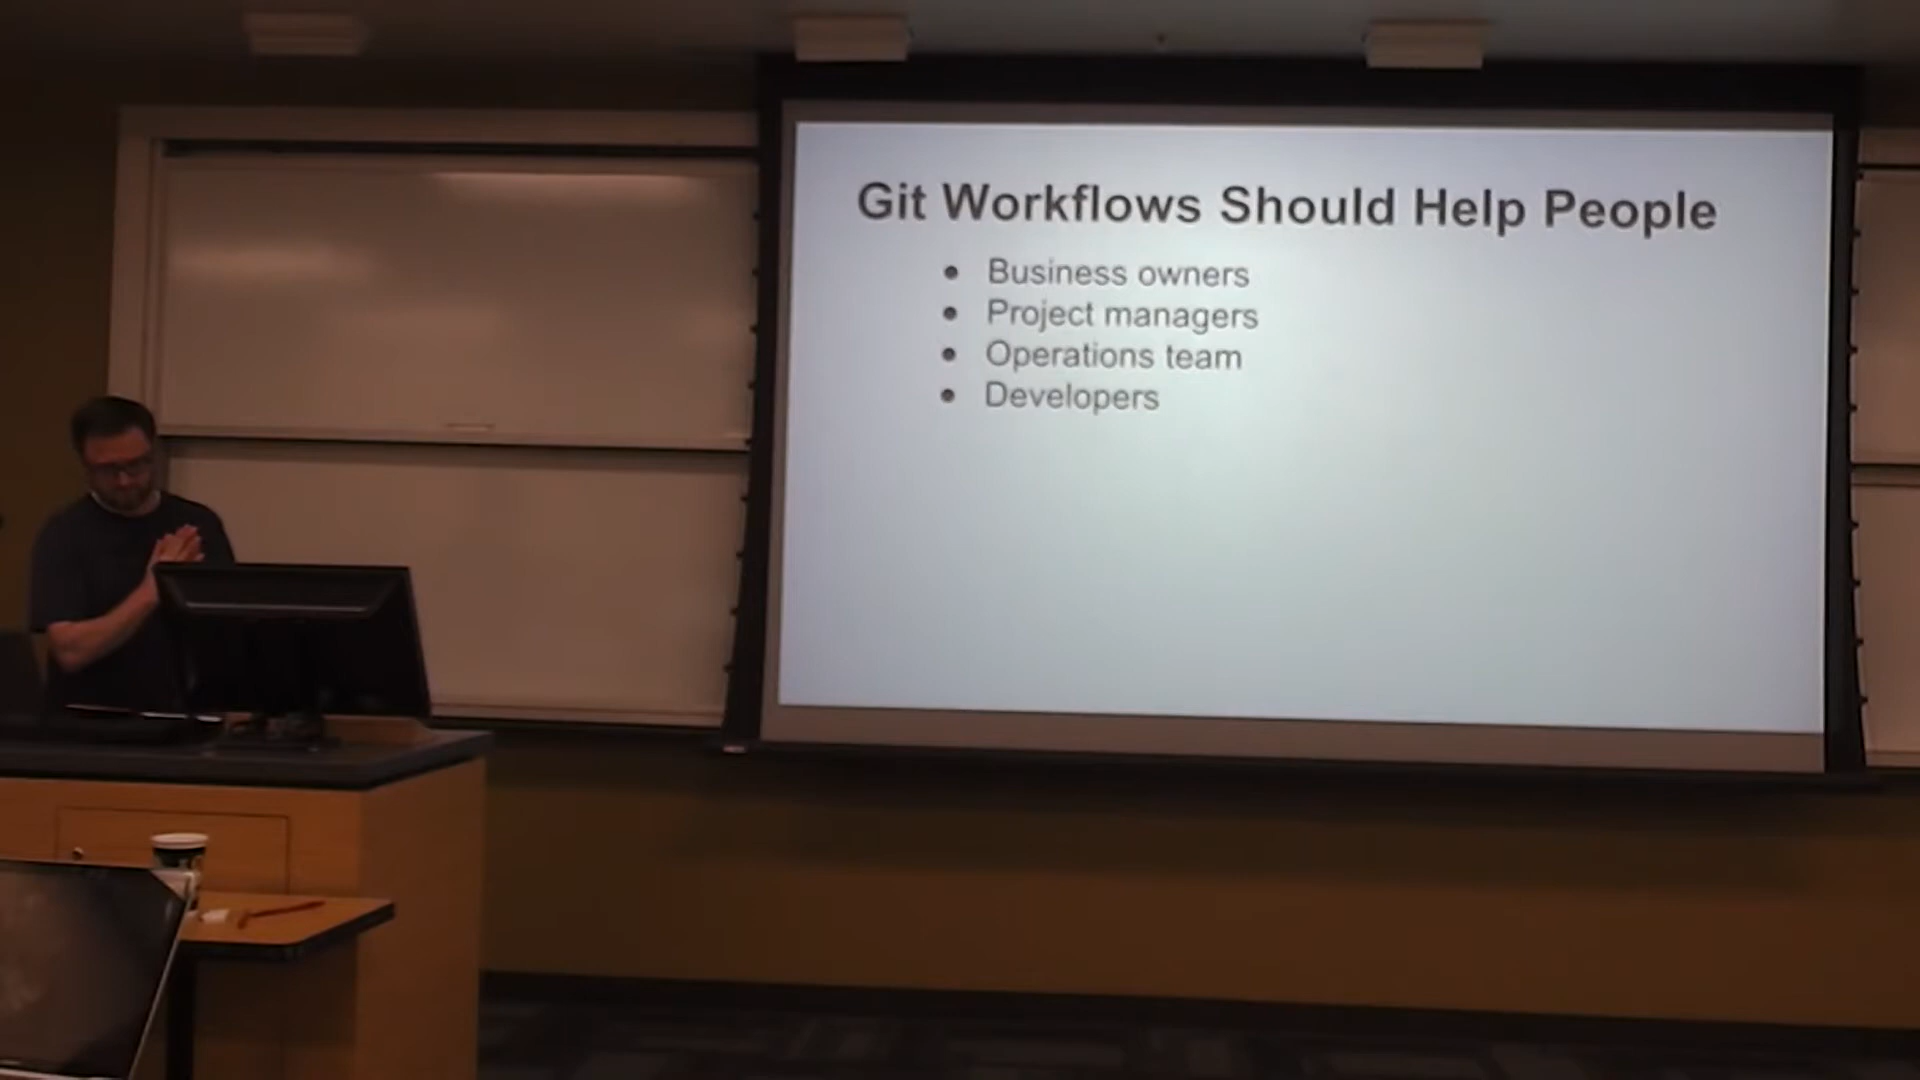 Git Workflows Should Help People
● Business owners
● Project managers
● Operations team
● Developers